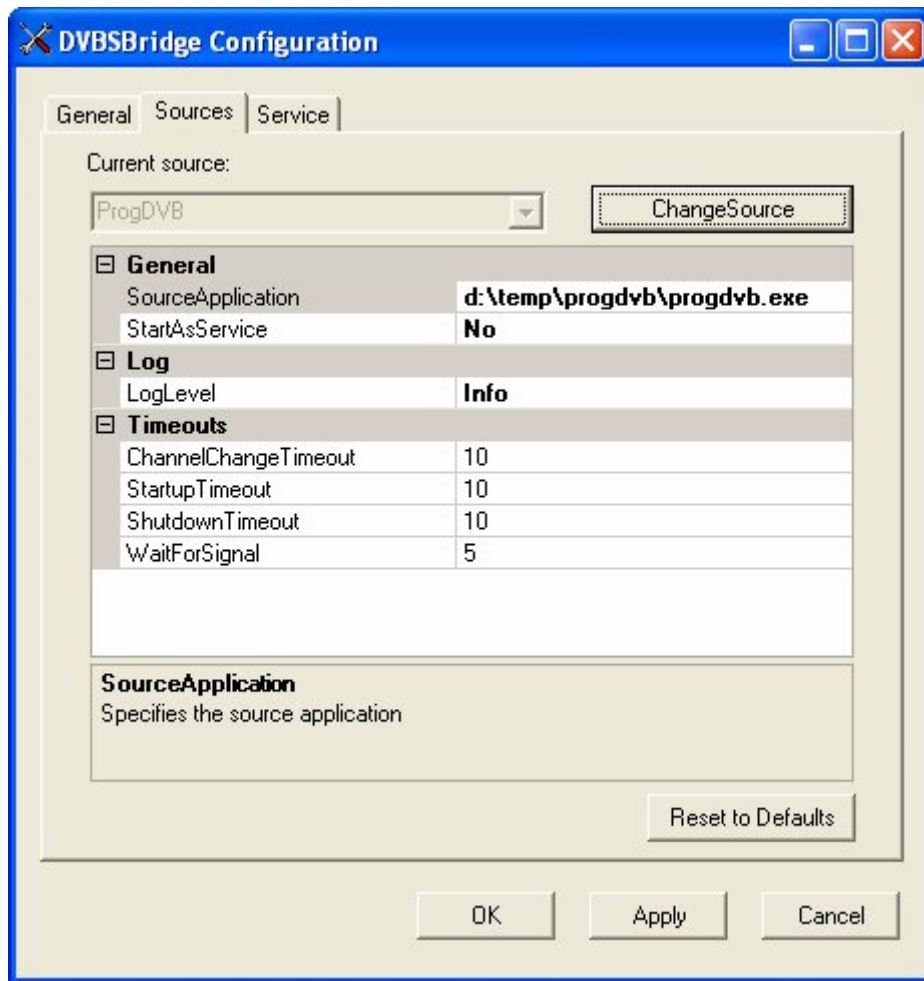 DVBSBridge Configuration
General Sources Service
Current source:
ProgDVB ChangeSource
General
SourceApplication d:\temp\progdvb\progdvb.exe
StartAsService No
Log
LogLevel Info
Timeouts
ChannelChangeTimeout 10
StartupTimeout 10
ShutdownTimeout 10
WaitForSignal 5
SourceApplication
Specifies the source application
Reset to Defaults
OK Apply Cancel